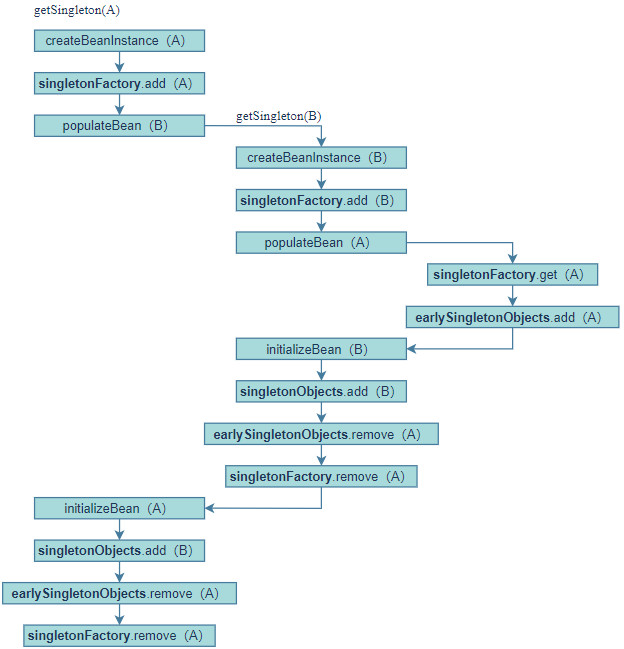 getSingleton(A)
createBeanInstance（A）
singletonFactory.add（A）
populateBean（B）
getSingleton(B)
createBeanInstance（B）
singletonFactory.add（B）
populateBean（A）
singletonFactory.get（A）
earlySingletonObjects.add（A）
initializeBean（B）
singletonObjects.add（B）
earlySingletonObjects.remove（A）
singletonFactory.remove（A）
initializeBean（A）
singletonObjects.add（B）
earlySingletonObjects.remove（A）
singletonFactory.remove（A）